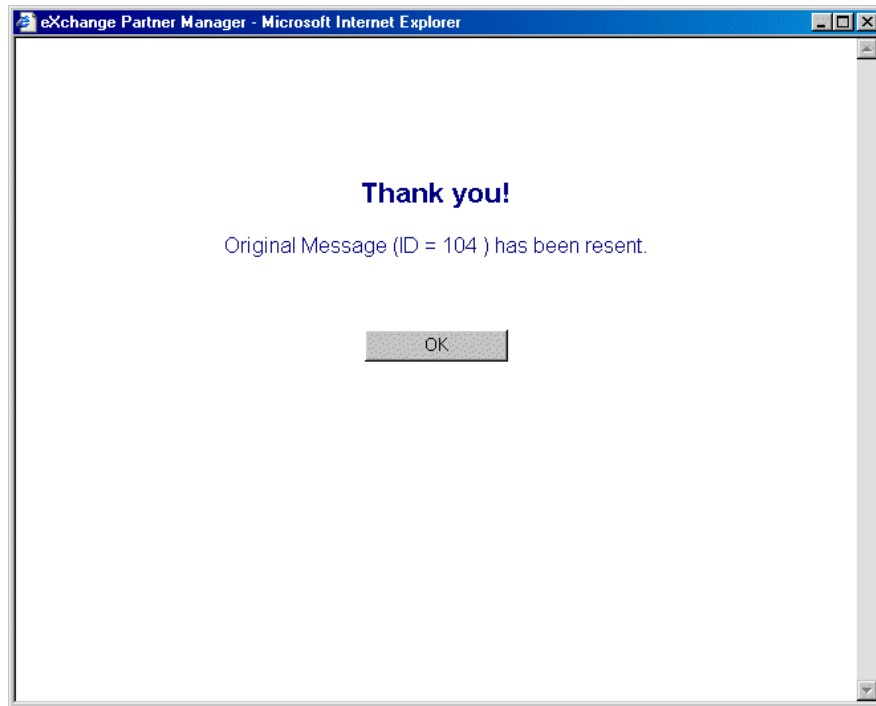 eXchange Partner Manager - Microsoft Internet Explorer
Thank you!
Original Message (ID = 104 ) has been resent.
OK